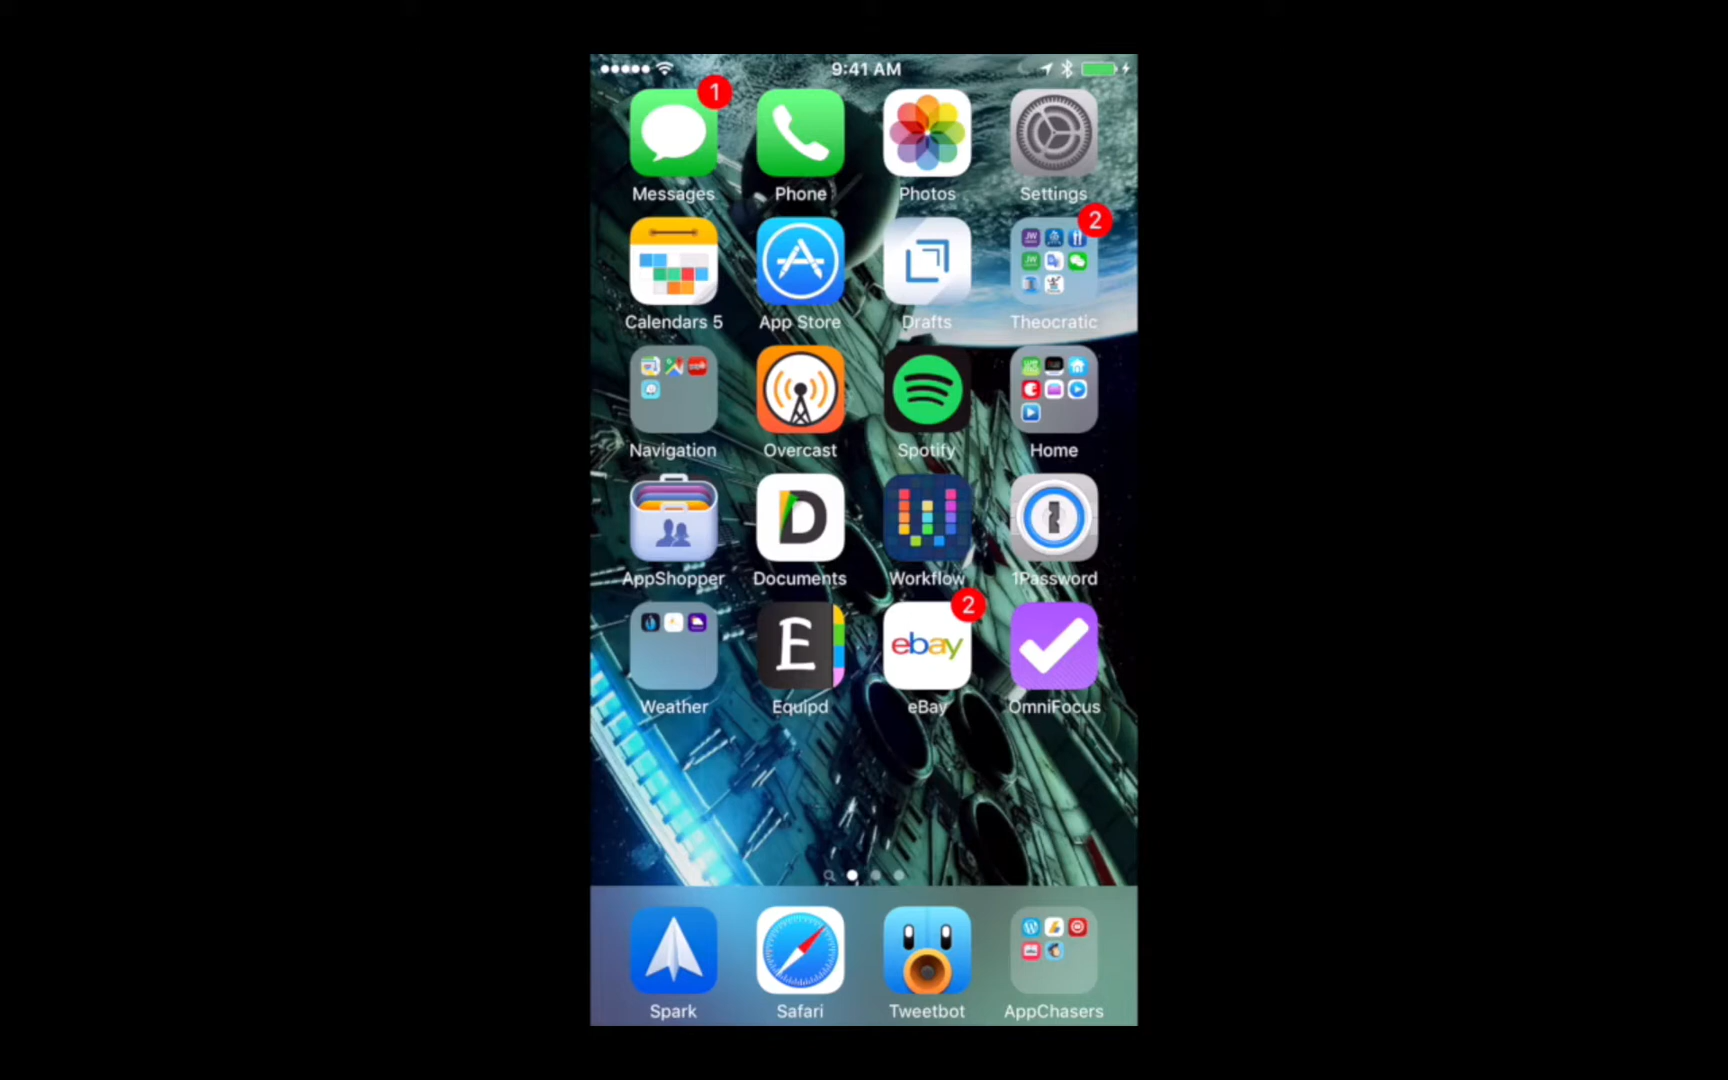 9:41 AM
1
Messages Phone Photos Settings
2
Calendars 5 App Store Drafts Theocratic
Navigation Overcast Spotify Home
AppShopper Documents Workflow 1Password
2
ebay
Weather Equipd eBay OmniFocus
Spark Safari Tweetbot AppChasers